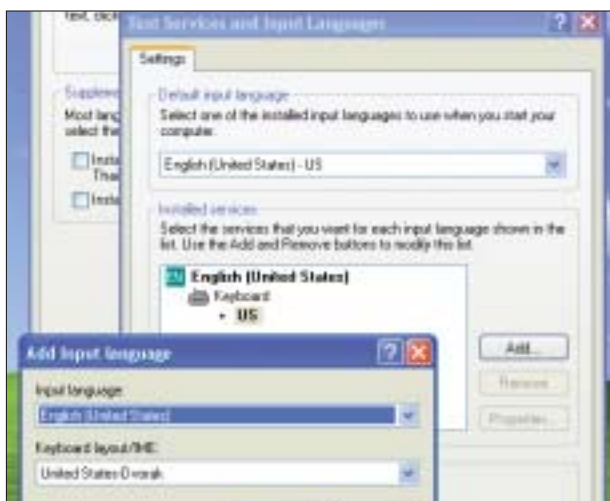 Text Services and Input Languages
Settings
Default input language
Select one of the installed input languages to use when you start your
computer.
English (United States) - US
Most lang
select the
Insta
Thai
Insta
Installed services
Select the services that you want for each input language shown in the
list. Use the Add and Remove buttons to modify this list.
EN English (United States)
Keyboard
• US
Add...
Remove
Properties...
Add Input language
Input language:
English (United States)
Keyboard layout/IME:
United States-Dvorak